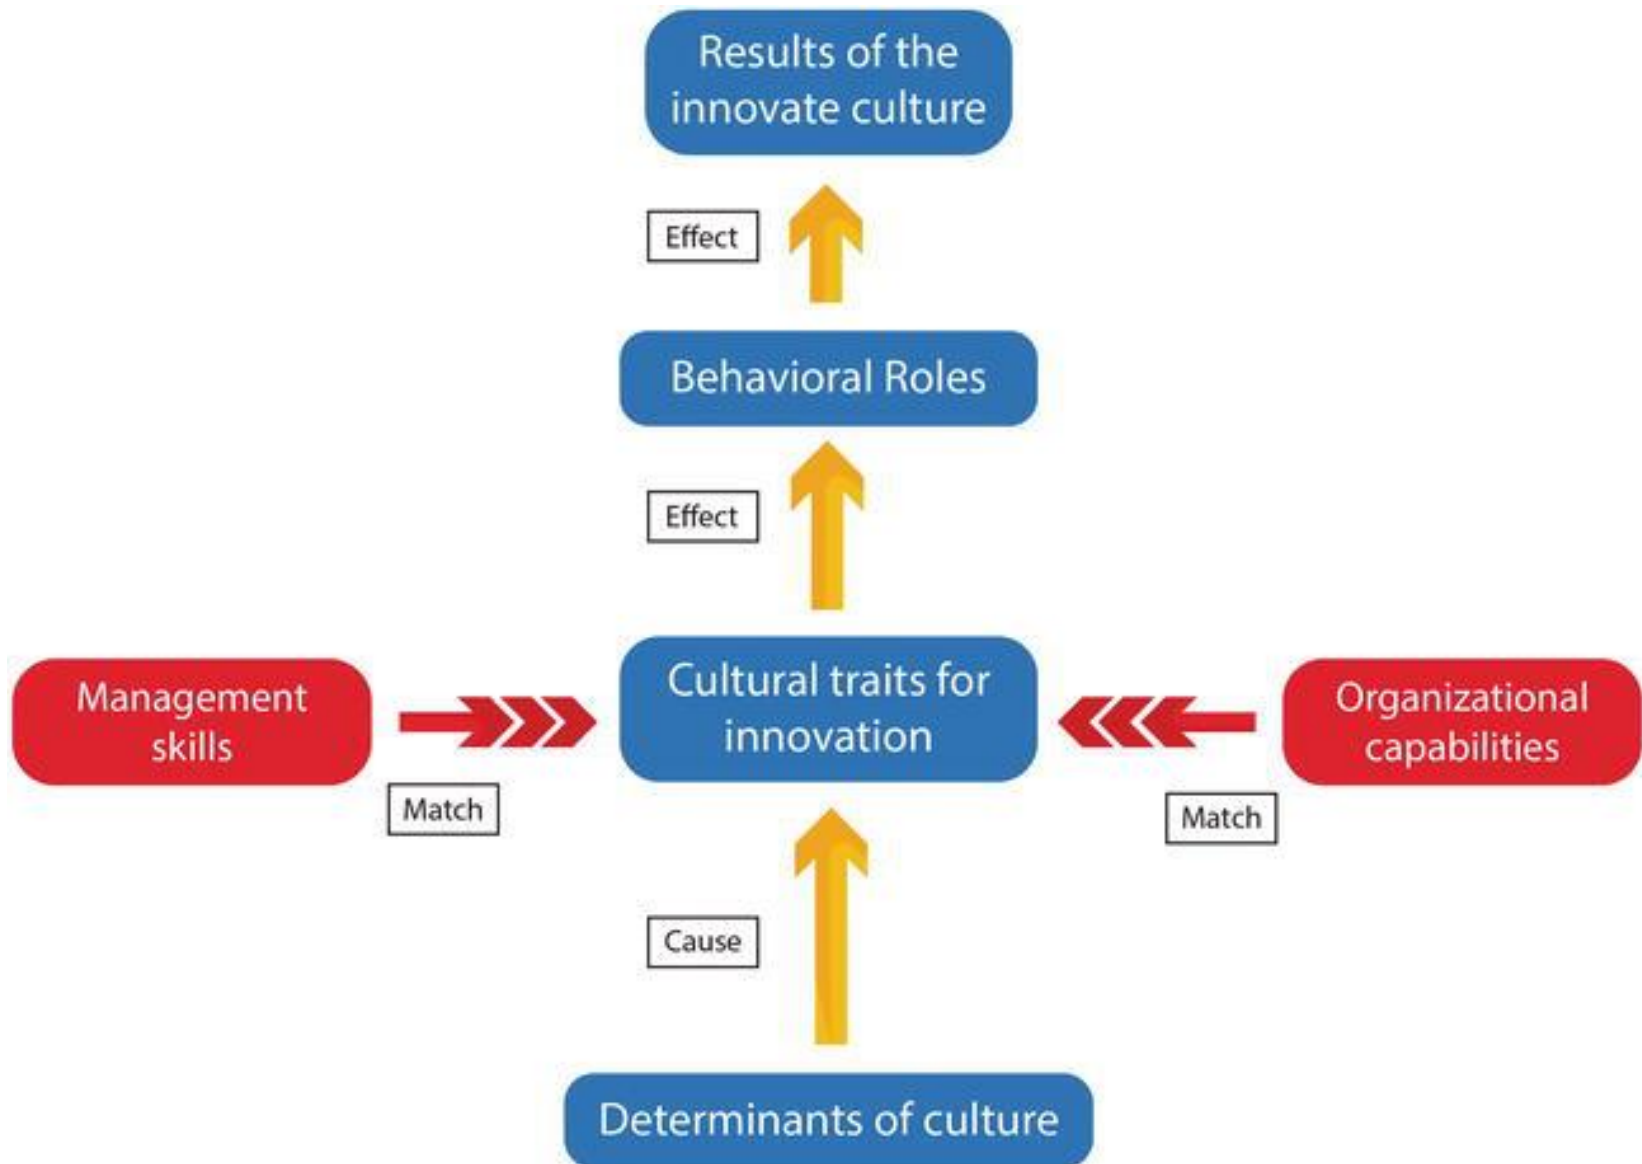 Results of the
innovate culture
Effect
Behavioral Roles
Effect
Management
skills
Cultural traits for
innovation
Organizational
capabilities
Match
Match
Cause
Determinants of culture